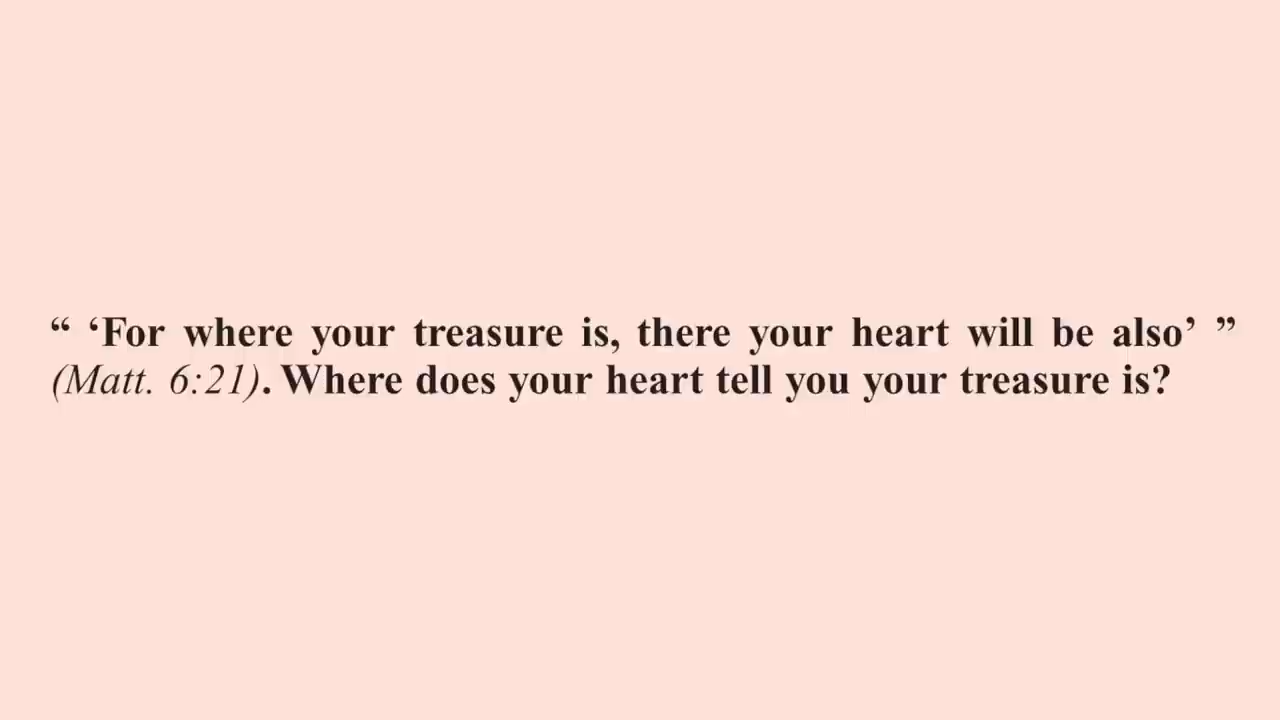 “ ‘For where your treasure is, there your heart will be also’ ”
(Matt. 6:21). Where does your heart tell you your treasure is?